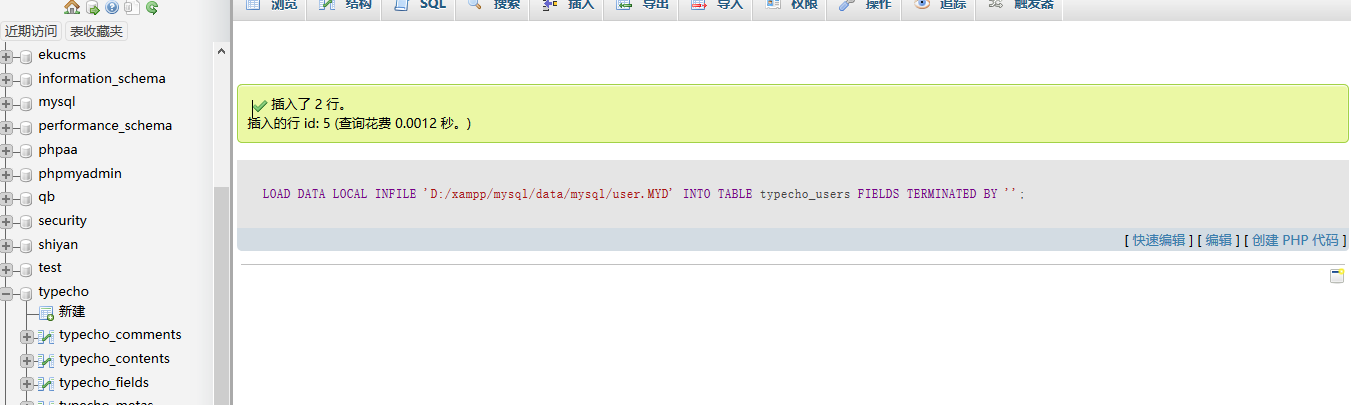 浏览 结构 SQL 搜索 插入 导出 导入 权限 操作 追踪 触发器
近期访问 表收藏夹
ekucms
information_schema
mysql
performance_schema
phpaa
phpmyadmin
qb
security
shiyan
test
typecho
新建
typecho_comments
typecho_contents
typecho_fields
typecho_metas
插入了 2 行。
插入的行 id: 5 (查询花费 0.0012 秒。)
LOAD DATA LOCAL INFILE 'D:/xampp/mysql/data/mysql/user.MYD' INTO TABLE typecho_users FIELDS TERMINATED BY '';
[ 快速编辑 ] [ 编辑 ] [ 创建 PHP 代码 ]